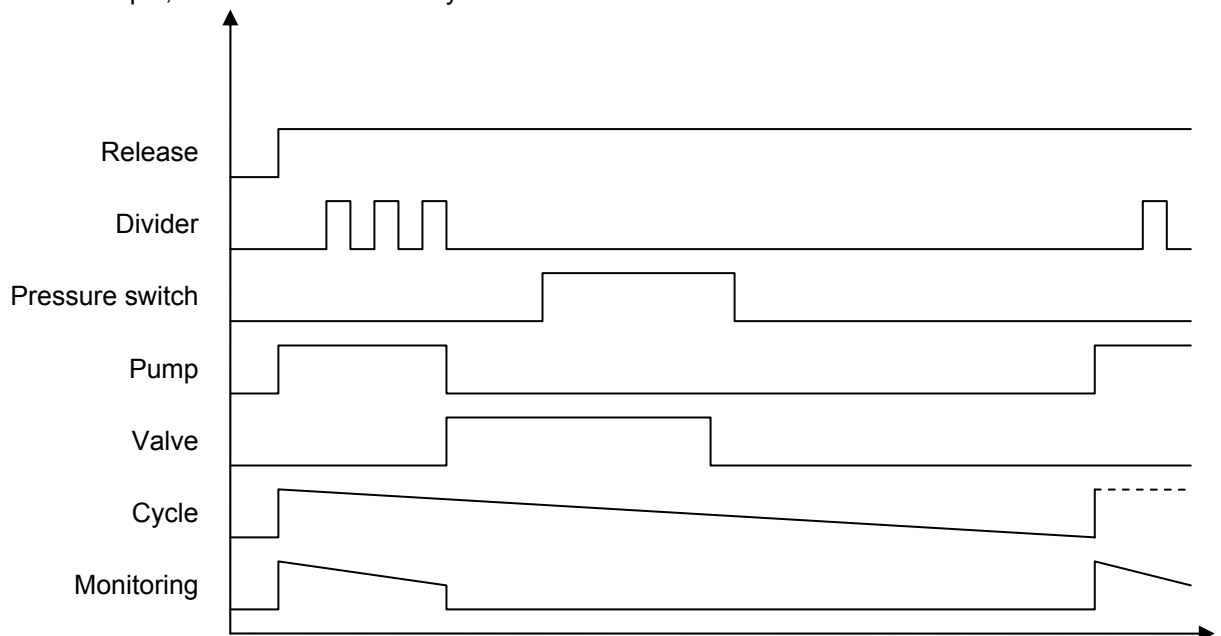 Release
Divider
Pressure switch
Pump
Valve
Cycle
Monitoring